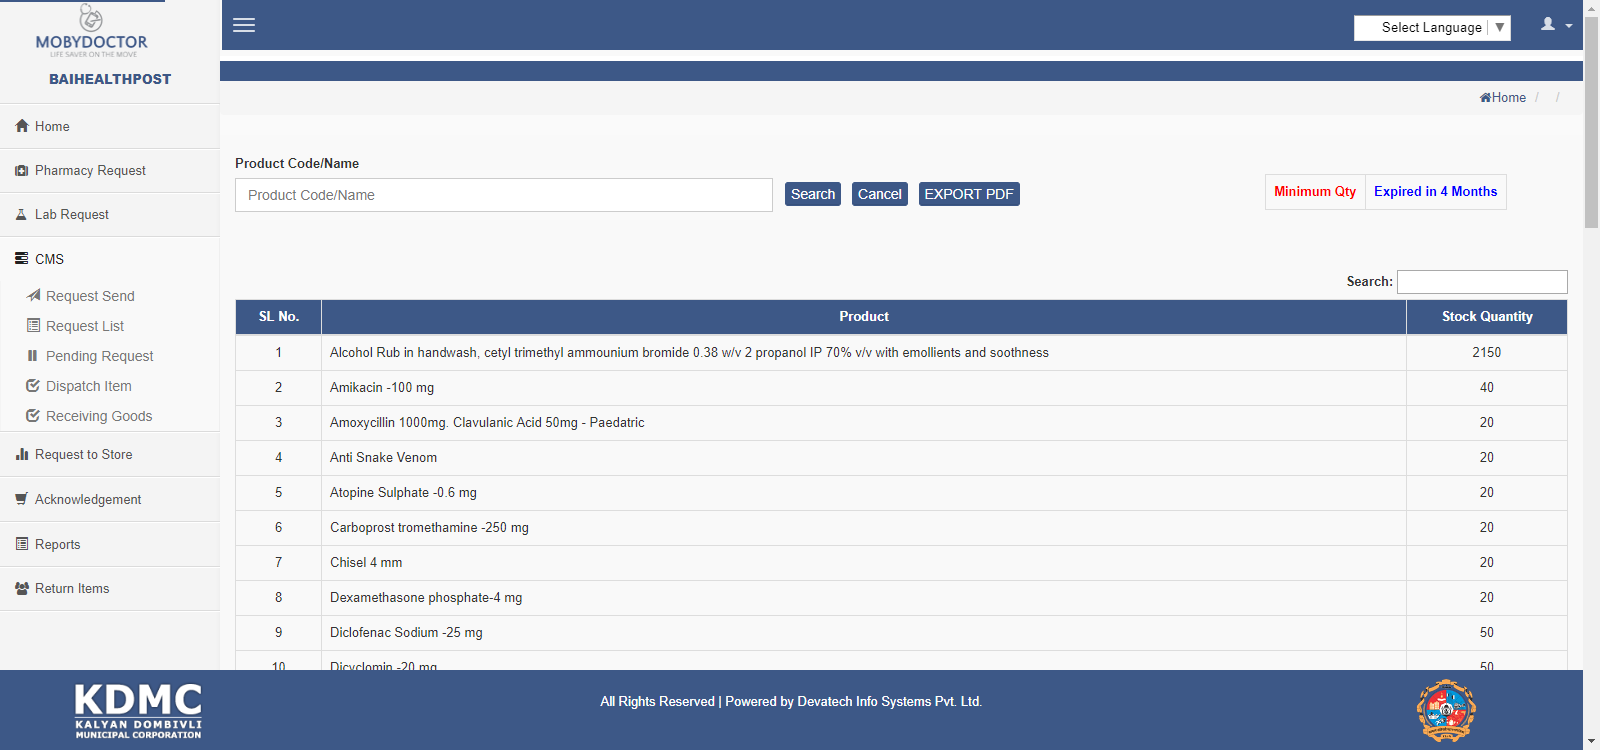 MOBYDOCTOR
LIFE SAVER ON THE MOVE
BAIHEALTHPOST
Select Language ▼
Home / /
Home
Pharmacy Request
Lab Request
CMS
Request Send
Request List
Pending Request
Dispatch Item
Receiving Goods
Request to Store
Acknowledgement
Reports
Return Items
Product Code/Name
Product Code/Name
Search Cancel EXPORT PDF
Minimum Qty Expired in 4 Months
Search:
SL No. Product Stock Quantity
1 Alcohol Rub in handwash, cetyl trimethyl ammounium bromide 0.38 w/v 2 propanol IP 70% v/v with emollients and soothness 2150
2 Amikacin -100 mg 40
3 Amoxycillin 1000mg. Clavulanic Acid 50mg - Paedatric 20
4 Anti Snake Venom 20
5 Atopine Sulphate -0.6 mg 20
6 Carboprost tromethamine -250 mg 20
7 Chisel 4 mm 20
8 Dexamethasone phosphate-4 mg 20
9 Diclofenac Sodium -25 mg 50
10 Dicyclomin -20 mg 50
KDMC
KALYAN DOMBIVLI
MUNICIPAL CORPORATION
All Rights Reserved | Powered by Devatech Info Systems Pvt. Ltd.